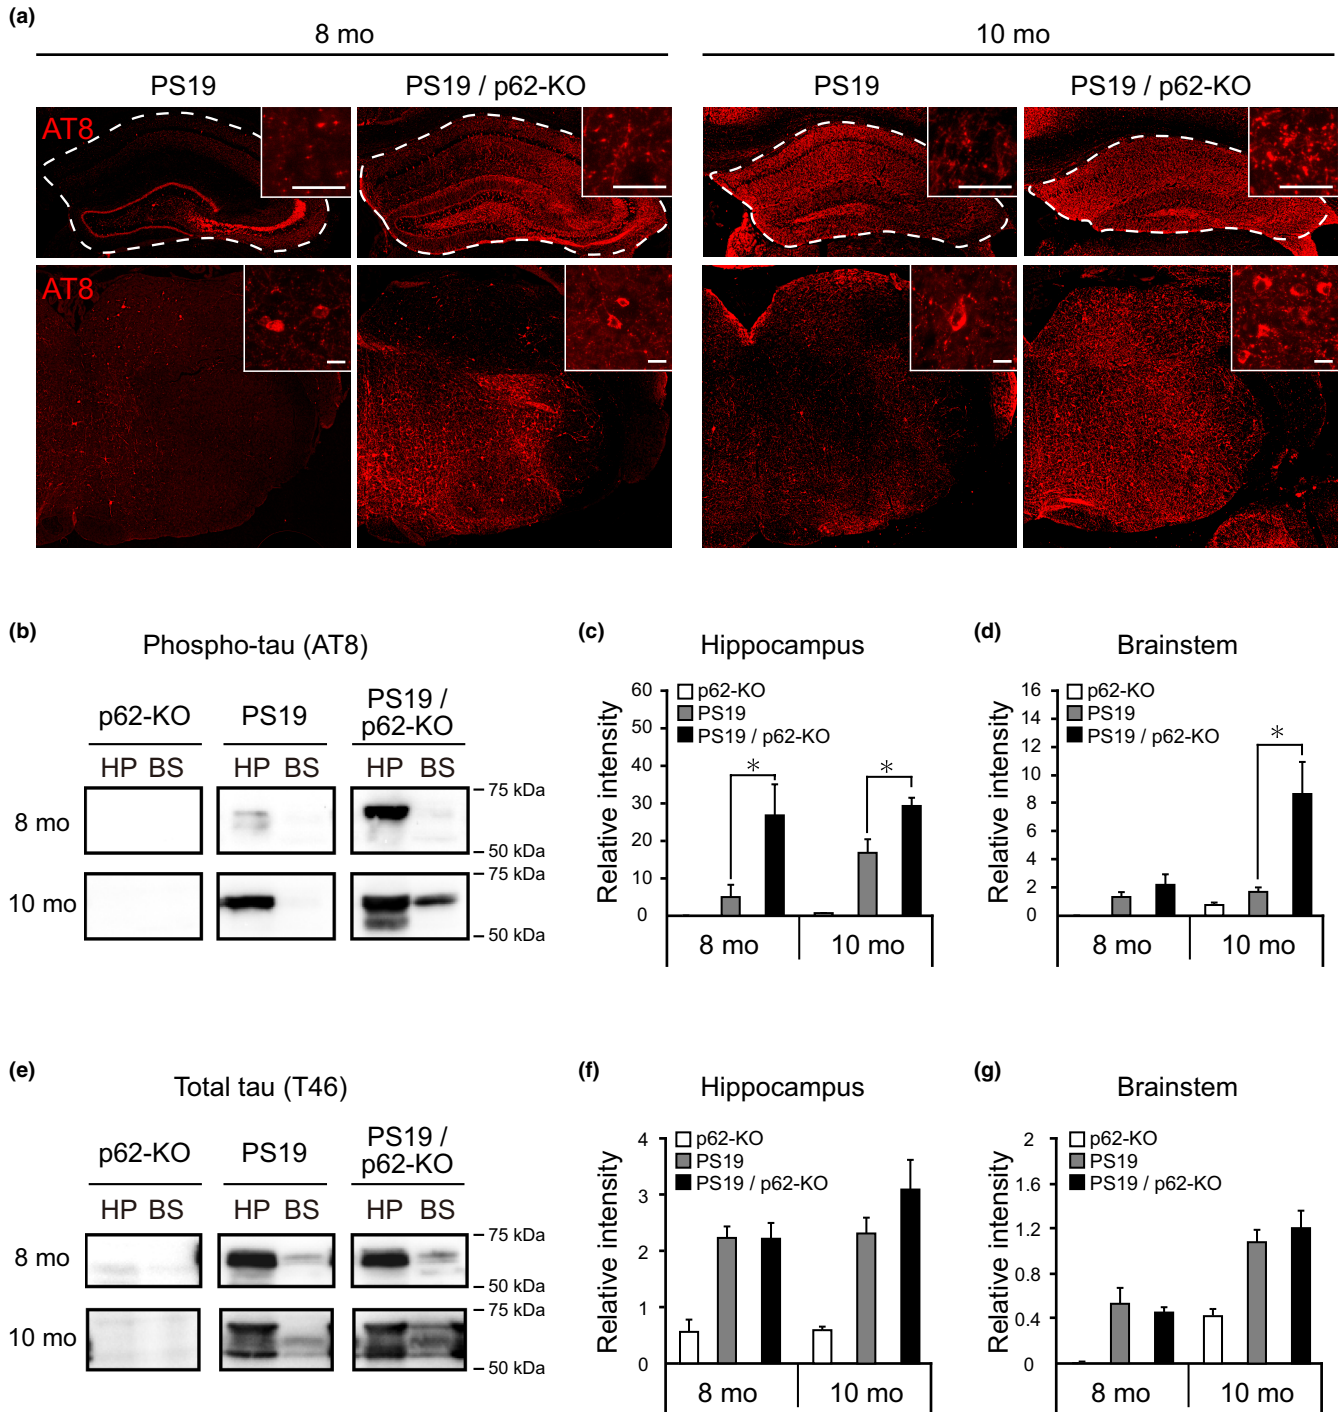 (a)
8 mo
10 mo
PS19
PS19 / p62-KO
PS19
PS19 / p62-KO
AT8
AT8
(b)
Phospho-tau (AT8)
p62-KO
PS19
PS19 /
p62-KO
HP BS
HP BS
HP BS
8 mo
75 kDa
50 kDa
10 mo
75 kDa
50 kDa
(c)
Hippocampus
Relative intensity
60
50
40
30
20
10
0
p62-KO
PS19
PS19 / p62-KO
*
*
8 mo
10 mo
(d)
Brainstem
Relative intensity
16
14
12
10
8
6
4
2
0
p62-KO
PS19
PS19 / p62-KO
*
8 mo
10 mo
(e)
Total tau (T46)
p62-KO
PS19
PS19 /
p62-KO
HP BS
HP BS
HP BS
8 mo
75 kDa
50 kDa
10 mo
75 kDa
50 kDa
(f)
Hippocampus
Relative intensity
4
3
2
1
0
p62-KO
PS19
PS19 / p62-KO
8 mo
10 mo
(g)
Brainstem
Relative intensity
2
1.6
1.2
0.8
0.4
0
p62-KO
PS19
PS19 / p62-KO
8 mo
10 mo